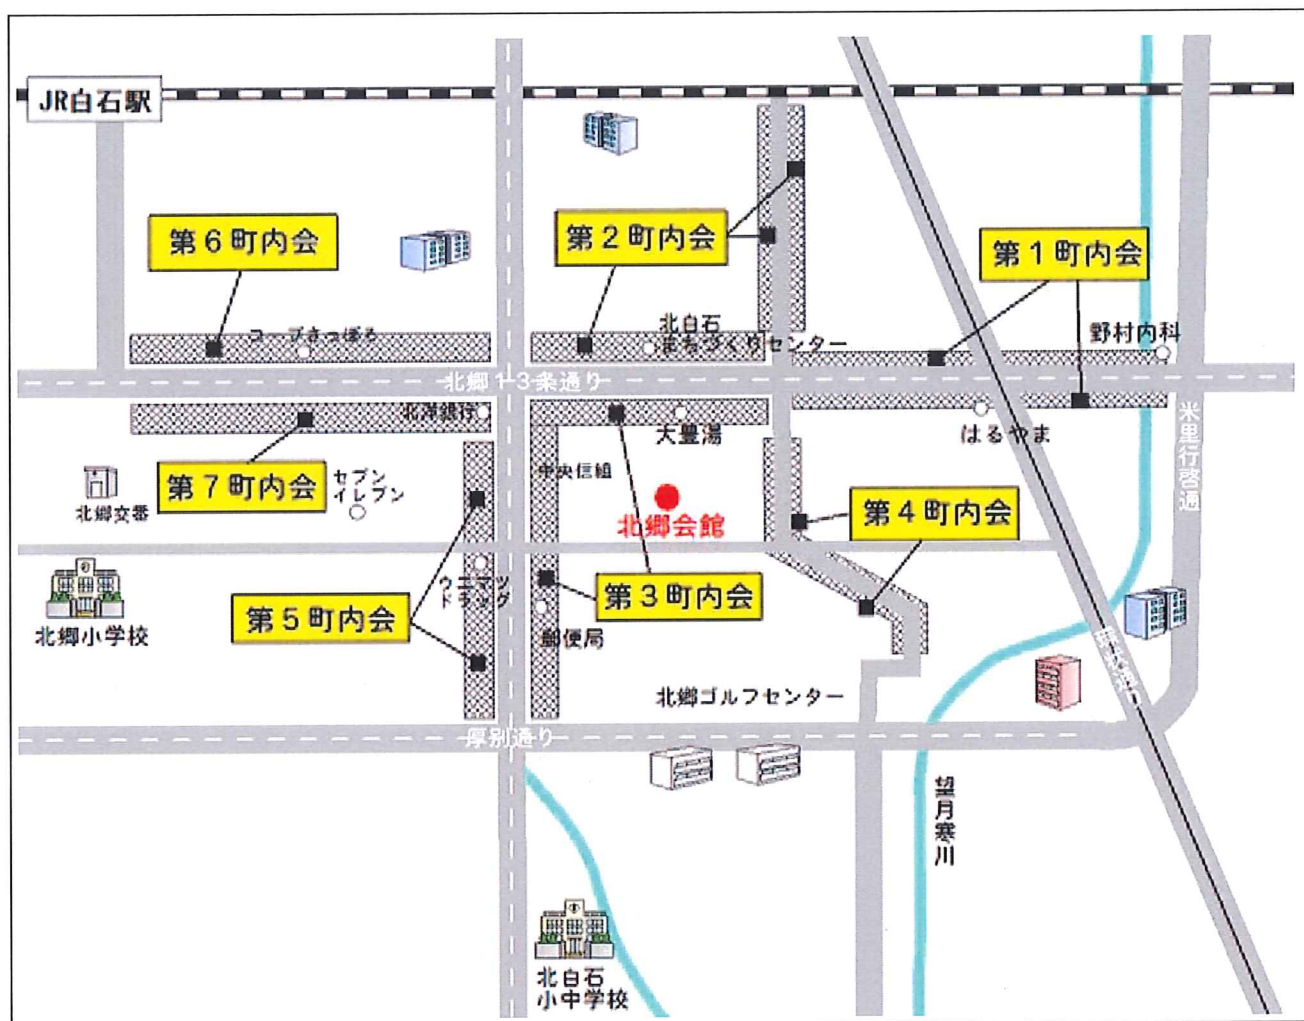 JR白石駅
第6町内会
第2町内会
第1町内会
コープさっぽろ
北白石
まちづくりセンター
野村内科
北郷13条通り
北洋銀行
大豊湯
はるやま
米里行啓通
第7町内会
セブン
イレブン
中央信組
北郷交番
北郷会館
第4町内会
北郷小学校
第5町内会
ウエマツ
ドラッグ
第3町内会
郵便局
北郷ゴルフセンター
厚別通り
望月寒川
北白石
小中学校